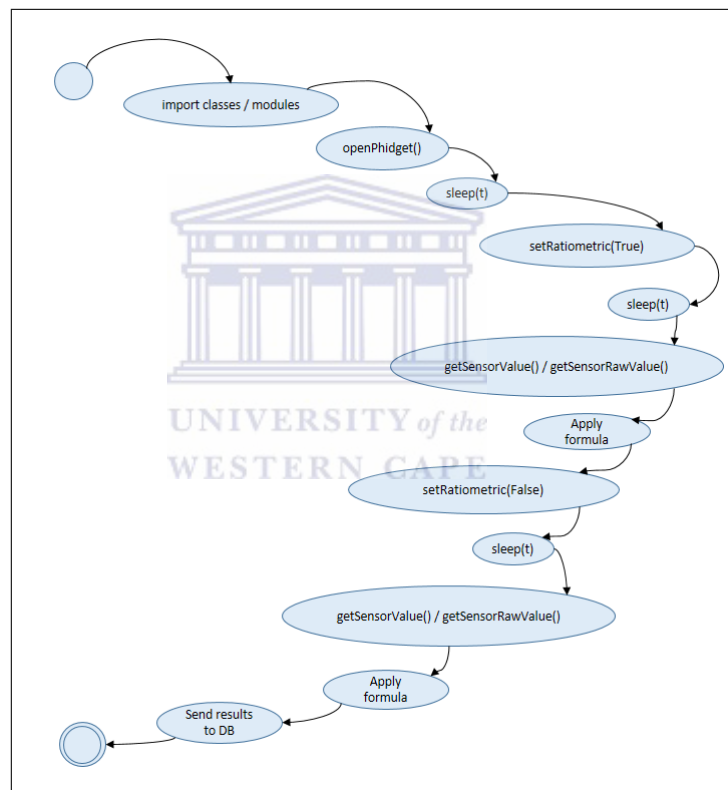 import classes / modules
openPhidget()
sleep(t)
setRatiometric(True)
sleep(t)
getSensorValue() / getSensorRawValue()
UNIVERSITY of the
WESTERN CAPE
Apply
formula
setRatiometric(False)
sleep(t)
getSensorValue() / getSensorRawValue()
Apply
formula
Send results
to DB